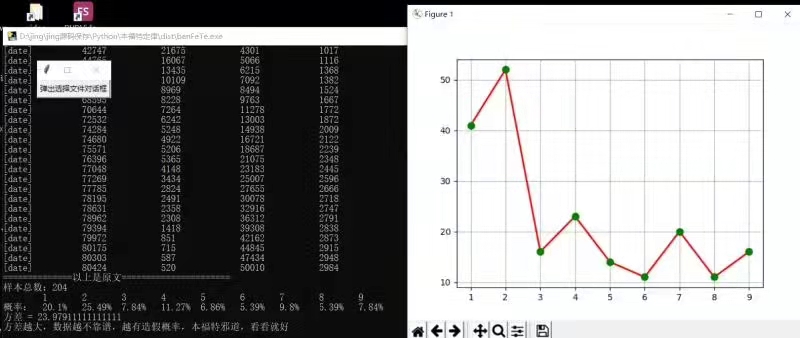 D:\jing\jing源码保存\Python\本福特定律\dist\benFeTe.exe
[date] 42747 21675 4301 1017
[date] 16067 5066 1116
[date] 13435 6215 1368
[date] 10109 7092 1382
弹出选择文件对话框
[date] 8969 8494 1524
[date] 68595 8228 9763 1667
[date] 70644 7264 11278 1772
[date] 72532 6242 13003 1872
[date] 74284 5248 14938 2009
[date] 74680 4922 16721 2122
[date] 75571 5206 18687 2239
[date] 76396 5365 21075 2348
[date] 77048 4148 23183 2445
[date] 77269 3434 25007 2596
[date] 77785 2824 27655 2666
[date] 78195 2491 30078 2718
[date] 78631 2358 32916 2747
[date] 78962 2308 36312 2791
[date] 79394 1418 39308 2838
[date] 79972 851 42162 2873
[date] 80175 715 44845 2915
[date] 80303 587 47434 2948
[date] 80424 520 50010 2984
==========以上是原文====================
样本总数: 204
1 2 3 4 5 6 7 8 9
概率: 20.1% 25.49% 7.84% 11.27% 6.86% 5.39% 9.8% 5.39% 7.84%
方差 = 23.97911111111111
方差越大，数据越不靠谱，越有造假概率，本福特邪道，看看就好
Figure 1
50
40
30
20
10
1 2 3 4 5 6 7 8 9